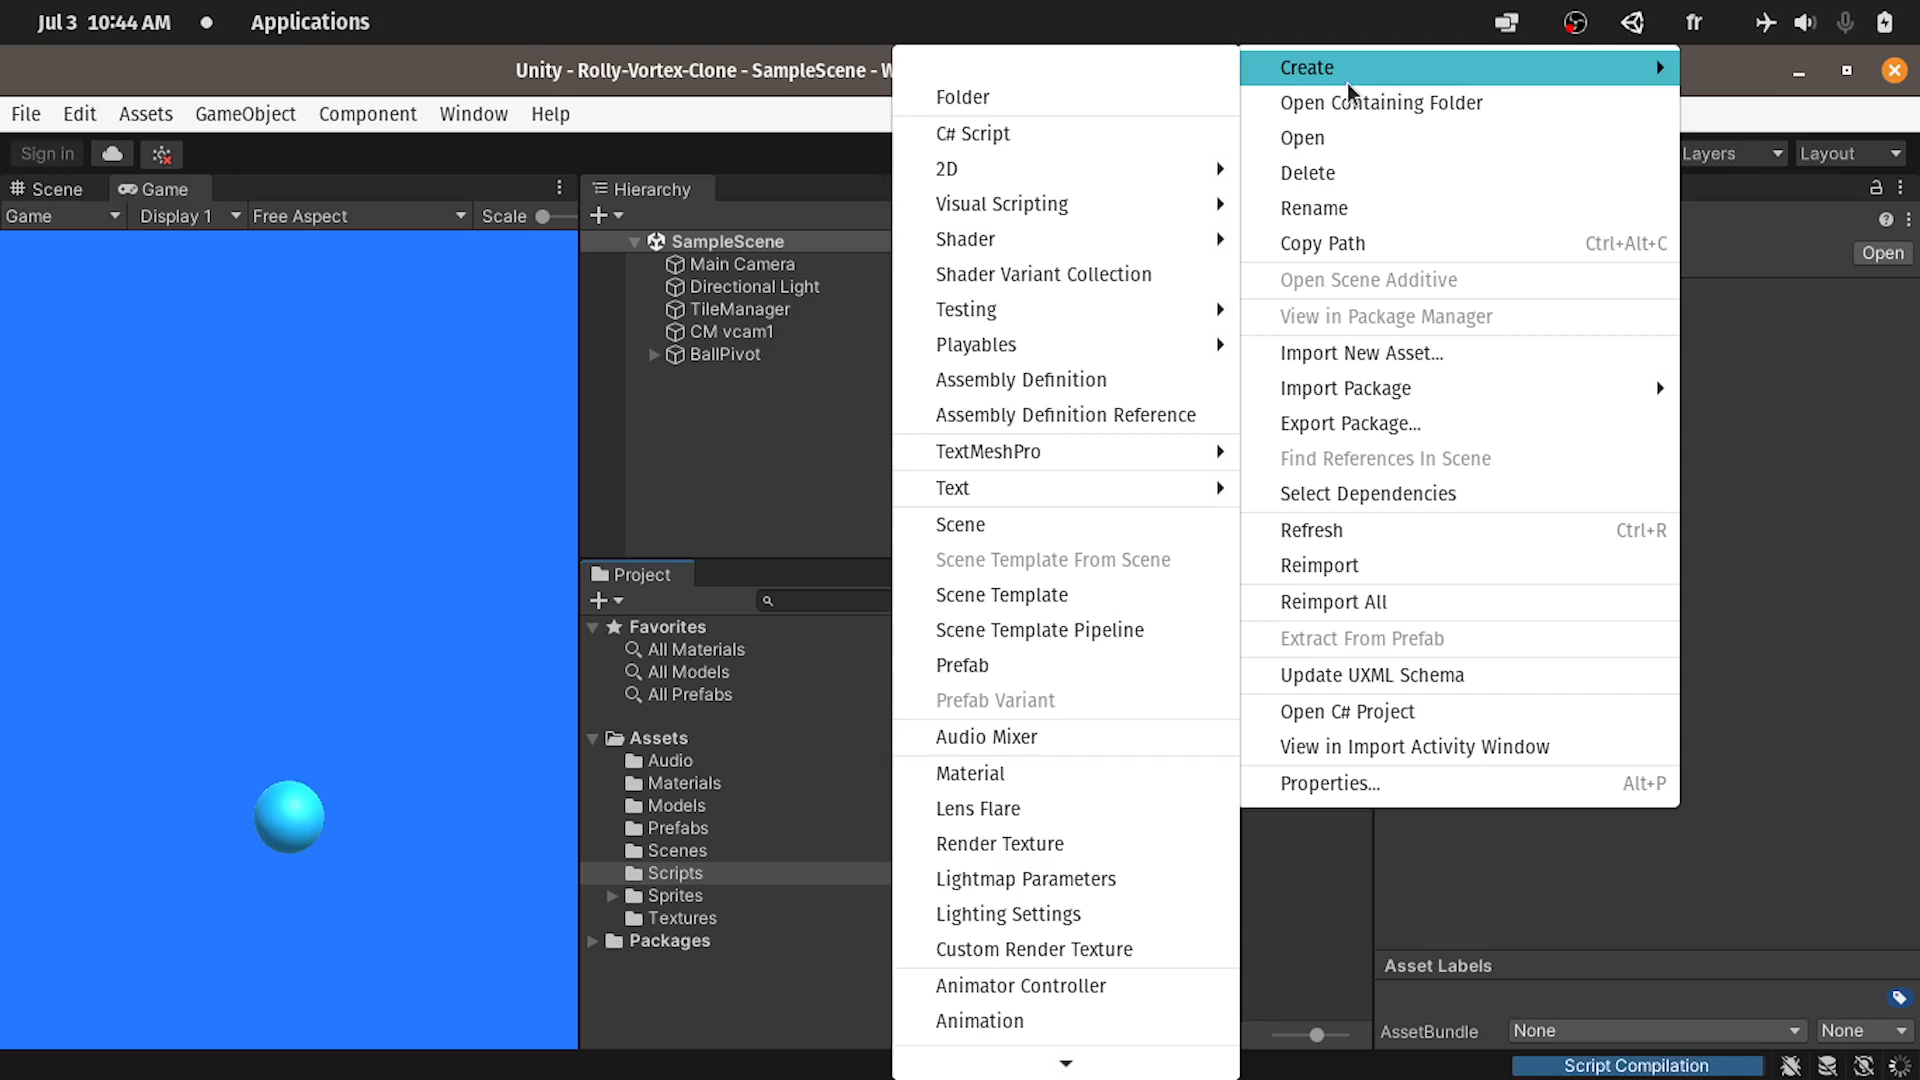 Jul 3 10:44 AM
Applications
fr
Unity - Rolly-Vortex-Clone - SampleScene - W
File Edit Assets GameObject Component Window Help
Sign in
Layers
Layout
Scene
Game
Game
Display 1
Free Aspect
Scale
Hierarchy
SampleScene
Main Camera
Directional Light
TileManager
CM vcam1
BallPivot
Project
Favorites
All Materials
All Models
All Prefabs
Assets
Audio
Materials
Models
Prefabs
Scenes
Scripts
Sprites
Textures
Packages
Folder
C# Script
2D
Visual Scripting
Shader
Shader Variant Collection
Testing
Playables
Assembly Definition
Assembly Definition Reference
TextMeshPro
Text
Scene
Scene Template From Scene
Scene Template
Scene Template Pipeline
Prefab
Prefab Variant
Audio Mixer
Material
Lens Flare
Render Texture
Lightmap Parameters
Lighting Settings
Custom Render Texture
Animator Controller
Animation
Create
Open Containing Folder
Open
Delete
Rename
Copy Path Ctrl+Alt+C
Open Scene Additive
View in Package Manager
Import New Asset...
Import Package
Export Package...
Find References In Scene
Select Dependencies
Refresh Ctrl+R
Reimport
Reimport All
Extract From Prefab
Update UXML Schema
Open C# Project
View in Import Activity Window
Properties... Alt+P
Open
Asset Labels
AssetBundle None None
Script Compilation